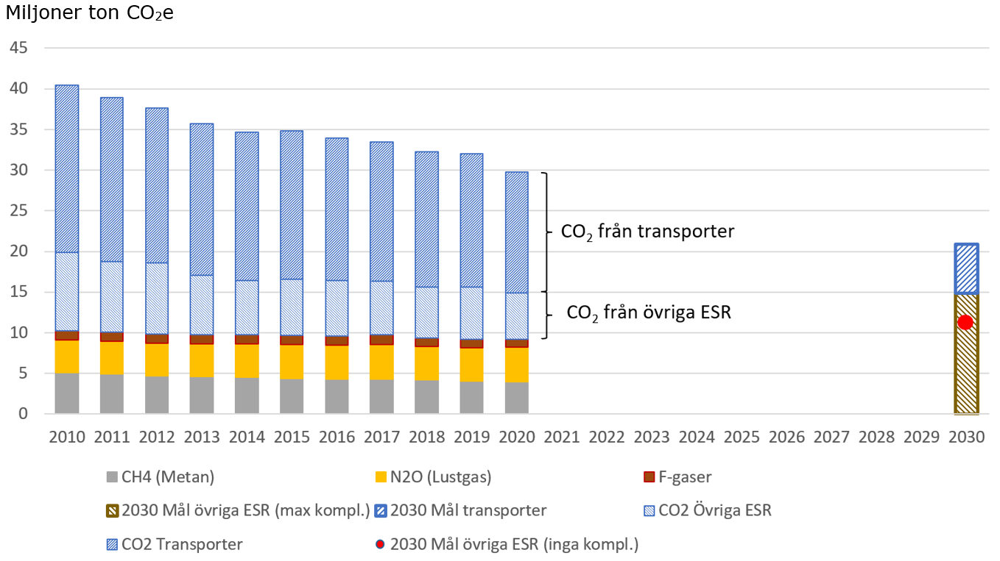 Miljoner ton CO₂e
45
40
35
30
25
20
15
10
5
0
CO₂ från transporter
CO₂ från övriga ESR
2010 2011 2012 2013 2014 2015 2016 2017 2018 2019 2020 2021 2022 2023 2024 2025 2026 2027 2028 2029 2030
CH4 (Metan) N2O (Lustgas) F-gaser
2030 Mål övriga ESR (max kompl.) 2030 Mål transporter CO2 Övriga ESR
CO2 Transporter 2030 Mål övriga ESR (inga kompl.)